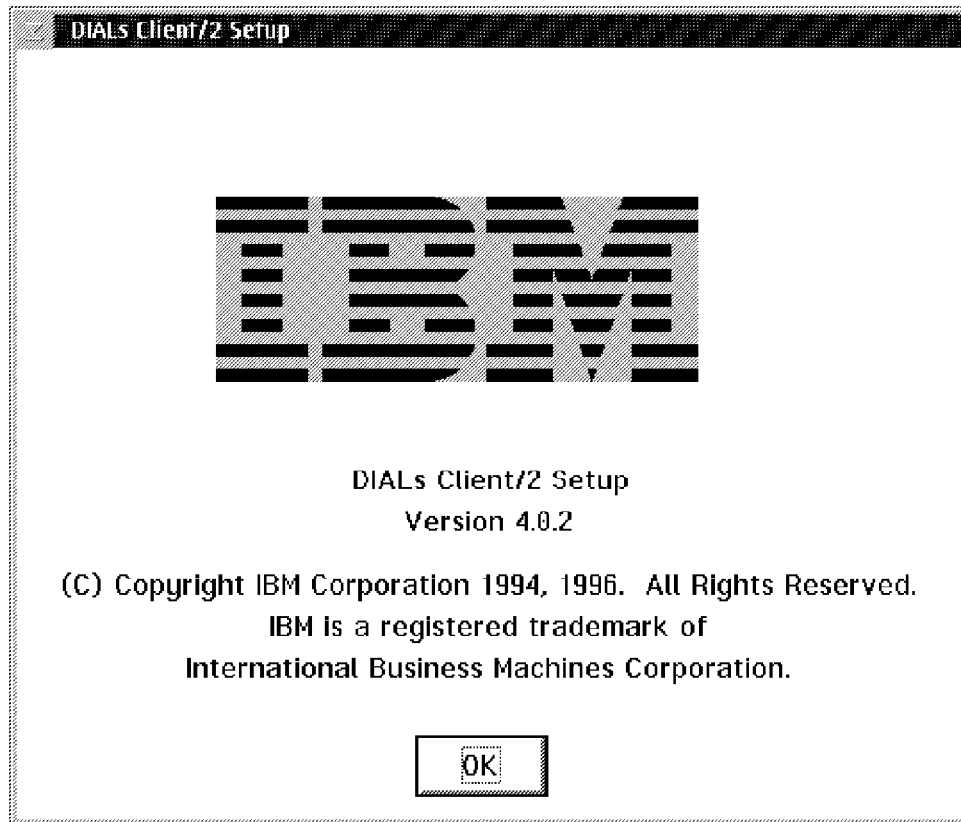 DIALs Client/2 Setup
IBM
DIALs Client/2 Setup
Version 4.0.2
(C) Copyright IBM Corporation 1994, 1996. All Rights Reserved.
IBM is a registered trademark of
International Business Machines Corporation.
OK